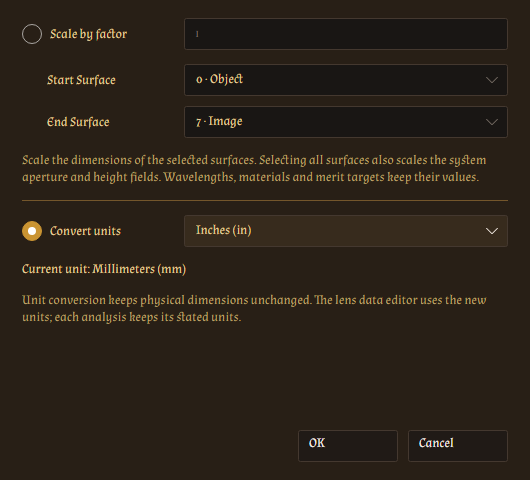 Scale by factor
1
Start Surface
0 · Object
End Surface
7 · Image
Scale the dimensions of the selected surfaces. Selecting all surfaces also scales the system
aperture and height fields. Wavelengths, materials and merit targets keep their values.
Convert units
Inches (in)
Current unit: Millimeters (mm)
Unit conversion keeps physical dimensions unchanged. The lens data editor uses the new
units; each analysis keeps its stated units.
OK
Cancel